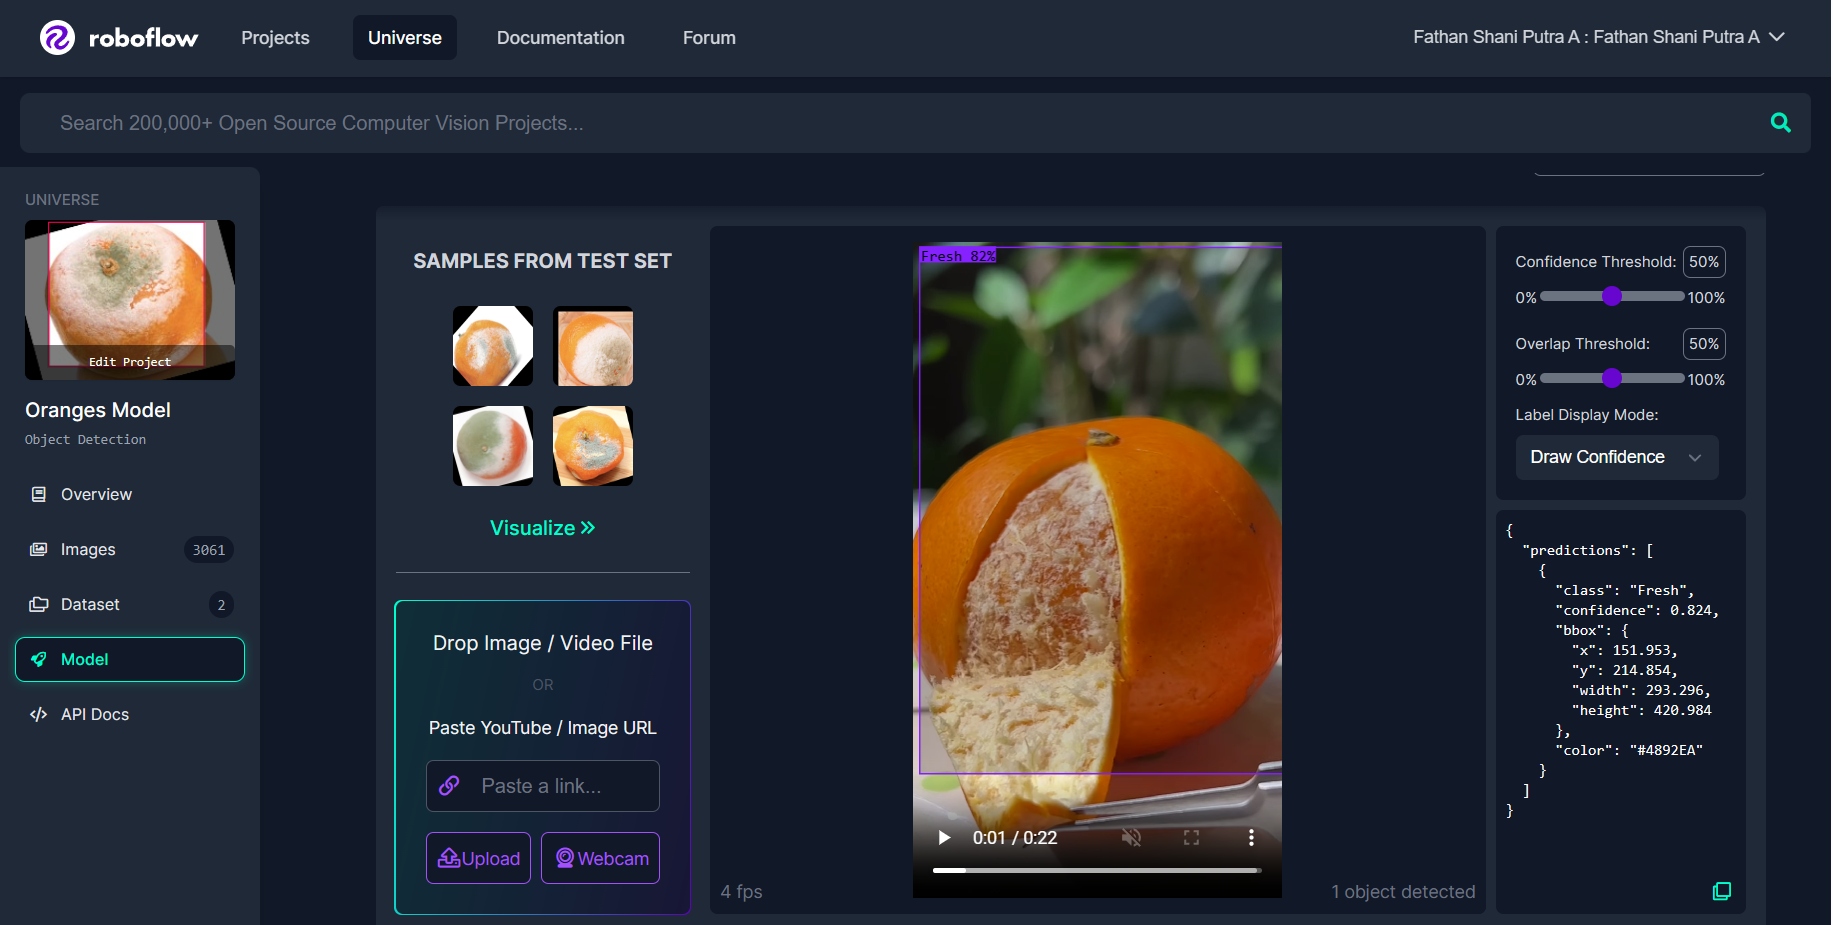 roboflow
Projects
Universe
Documentation
Forum
Fathan Shani Putra A : Fathan Shani Putra A
Search 200,000+ Open Source Computer Vision Projects...
UNIVERSE
Edit Project
Oranges Model
Object Detection
Overview
Images 3061
Dataset 2
Model
API Docs
SAMPLES FROM TEST SET
Visualize
Drop Image / Video File
OR
Paste YouTube / Image URL
Paste a link...
Upload
Webcam
Fresh 82%
0:01 / 0:22
4 fps
1 object detected
Confidence Threshold: 50%
0% 100%
Overlap Threshold: 50%
0% 100%
Label Display Mode:
Draw Confidence
{
"predictions": [
{
"class": "Fresh",
"confidence": 0.824,
"bbox": {
"x": 151.953,
"y": 214.854,
"width": 293.296,
"height": 420.984
},
"color": "#4892EA"
}
]
}